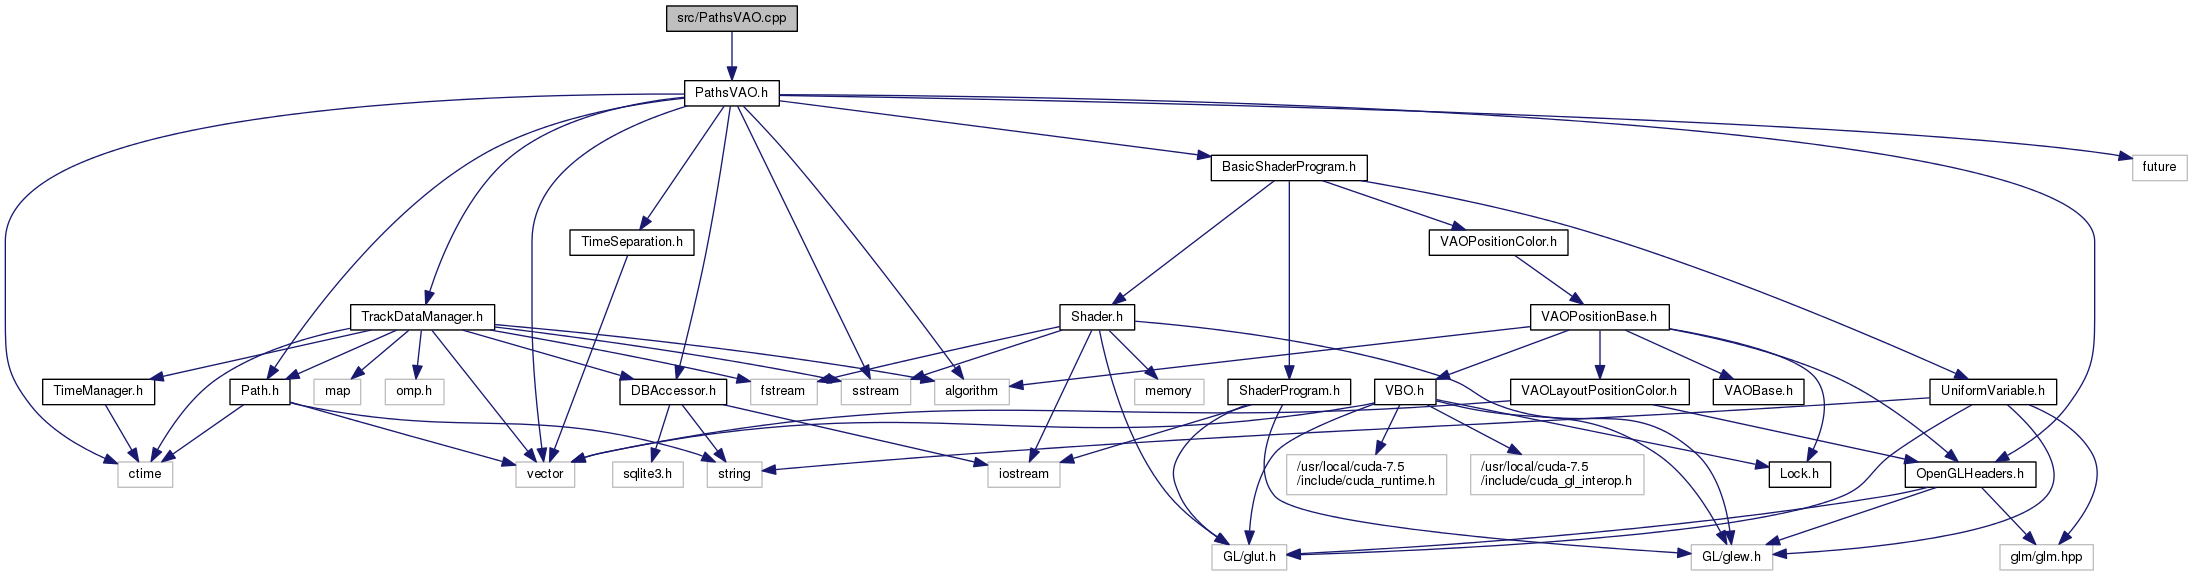 src/PathsVAO.cpp
PathsVAO.h
BasicShaderProgram.h
future
TimeSeparation.h
VAOPositionColor.h
TrackDataManager.h
Shader.h
VAOPositionBase.h
TimeManager.h
Path.h
map
omp.h
DBAccessor.h
fstream
sstream
algorithm
memory
ShaderProgram.h
VBO.h
VAOLayoutPositionColor.h
VAOBase.h
UniformVariable.h
ctime
vector
sqlite3.h
string
iostream
/usr/local/cuda-7.5
/include/cuda_runtime.h
/usr/local/cuda-7.5
/include/cuda_gl_interop.h
Lock.h
OpenGLHeaders.h
GL/glut.h
GL/glew.h
glm/glm.hpp